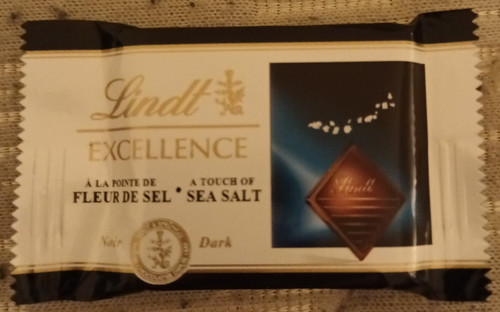 Lindt
EXCELLENCE
À LA POINTE DE
FLEUR DE SEL • A TOUCH OF
SEA SALT
Noir Dark
Lindt